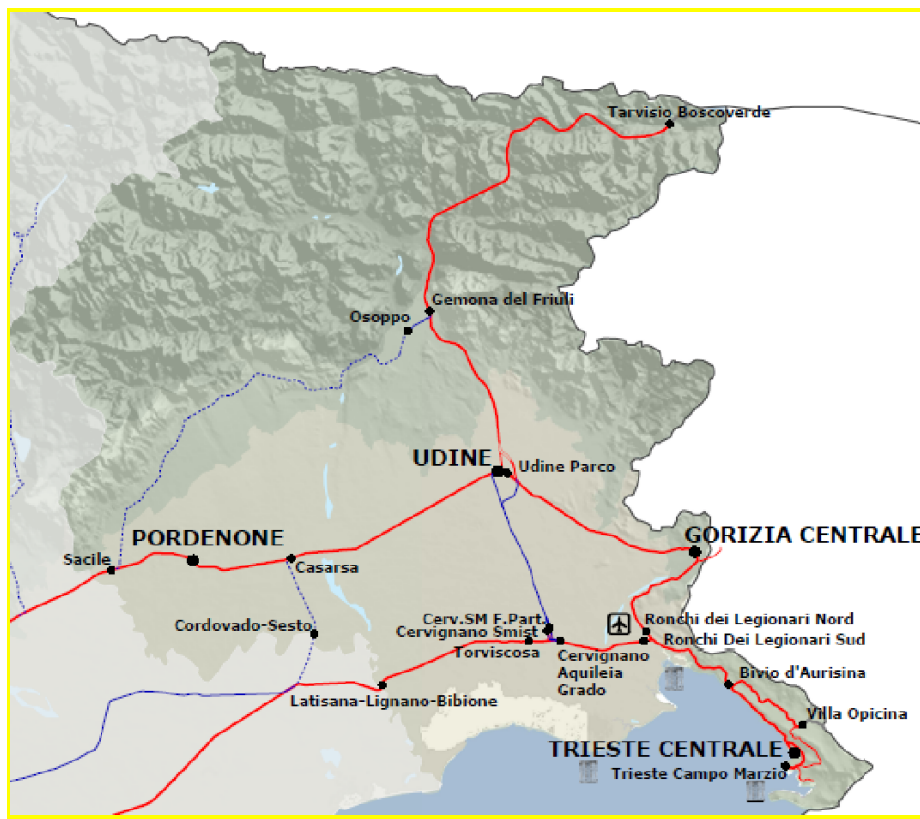 Tarvisio Boscoverde
Gemona del Friuli
Osoppo
UDINE
Udine Parco
PORDENONE
GORIZIA CENTRALE
Sacile
Casarsa
Cordovado-Sesto
Cerv.SM F.Part.
Cervignano Smist
Torviscosa
Ronchi dei Legionari Nord
Ronchi Dei Legionari Sud
Cervignano
Aquileia
Grado
Bivio d'Aurisina
Latisana-Lignano-Bibione
Villa Opicina
TRIESTE CENTRALE
Trieste Campo Marzio